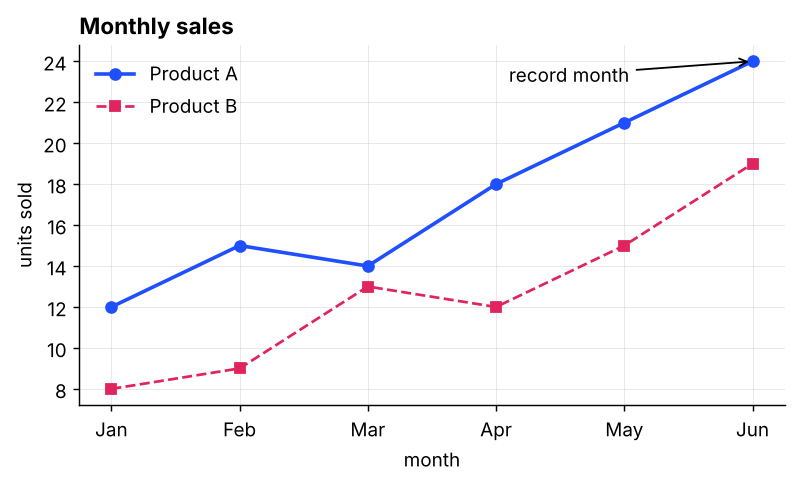 Monthly sales
Product A
Product B
record month
24
22
20
18
16
14
12
10
8
units sold
Jan Feb Mar Apr May Jun
month